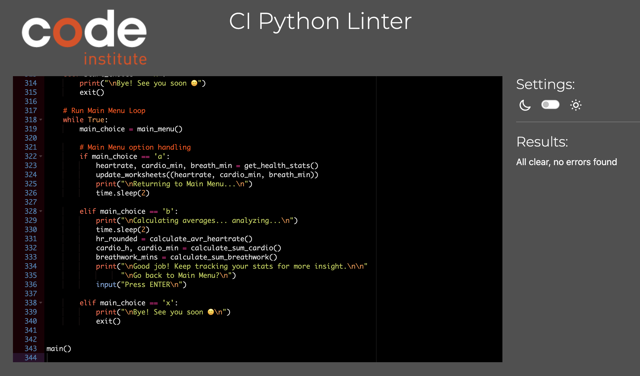 code
institute
CI Python Linter
314 print("\nBye! See you soon 😀")
315 exit()
316
317 # Run Main Menu Loop
318 while True:
319 main_choice = main_menu()
320
321 # Main Menu option handling
322 if main_choice == 'a':
323 heartrate, cardio_min, breath_min = get_health_stats()
324 update_worksheets((heartrate, cardio_min, breath_min))
325 print("\nReturning to Main Menu...\n")
326 time.sleep(2)
327
328 elif main_choice == 'b':
329 print("\nCalculating averages... analyzing...\n")
330 time.sleep(2)
331 hr_rounded = calculate_avr_heartrate()
332 cardio_h, cardio_min = calculate_sum_cardio()
333 breathwork_mins = calculate_sum_breathwork()
334 print("\nGood job! Keep tracking your stats for more insight.\n\n"
335 "\nGo back to Main Menu?\n")
336 input("Press ENTER\n")
337
338 elif main_choice == 'x':
339 print("\nBye! See you soon 😀\n")
340 exit()
341
342
343 main()
344
Settings:
Results:
All clear, no errors found